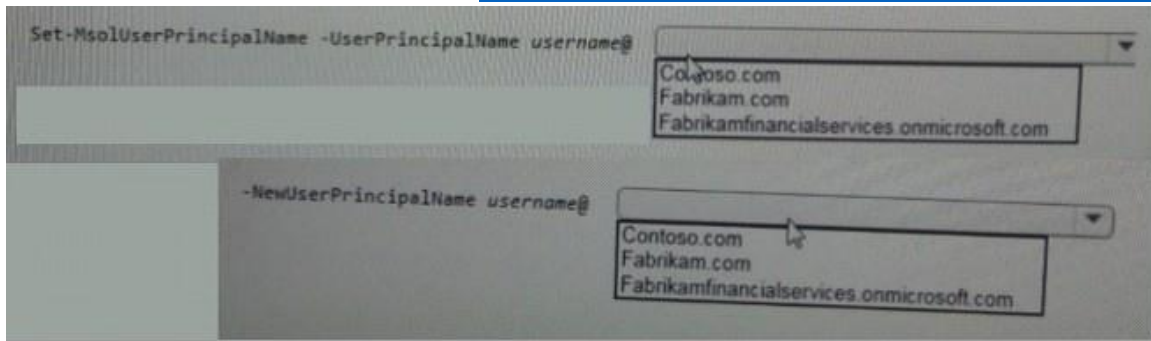 Set-MsolUserPrincipalName -UserPrincipalName username@
Contoso.com
Fabrikam.com
Fabrikamfinancialservices.onmicrosoft.com
-NewUserPrincipalName username@
Contoso.com
Fabrikam.com
Fabrikamfinancialservices.onmicrosoft.com